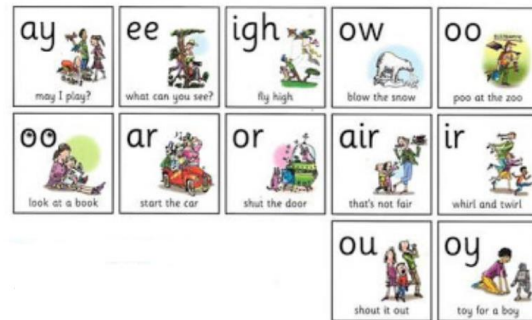 ay
may I play?
ee
what can you see?
igh
fly high
ow
blow the snow
oo
poo at the zoo
oo
look at a book
ar
start the car
or
shut the door
air
that's not fair
ir
whirl and twirl
ou
shout it out
oy
toy for a boy